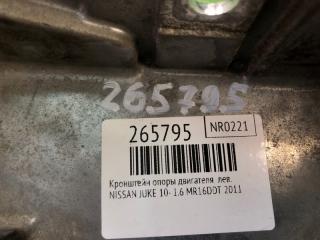 265795
265795 NR0221
Кронштейн опоры двигателя лев.
NISSAN JUKE 10- 1.6 MR16DDT 2011